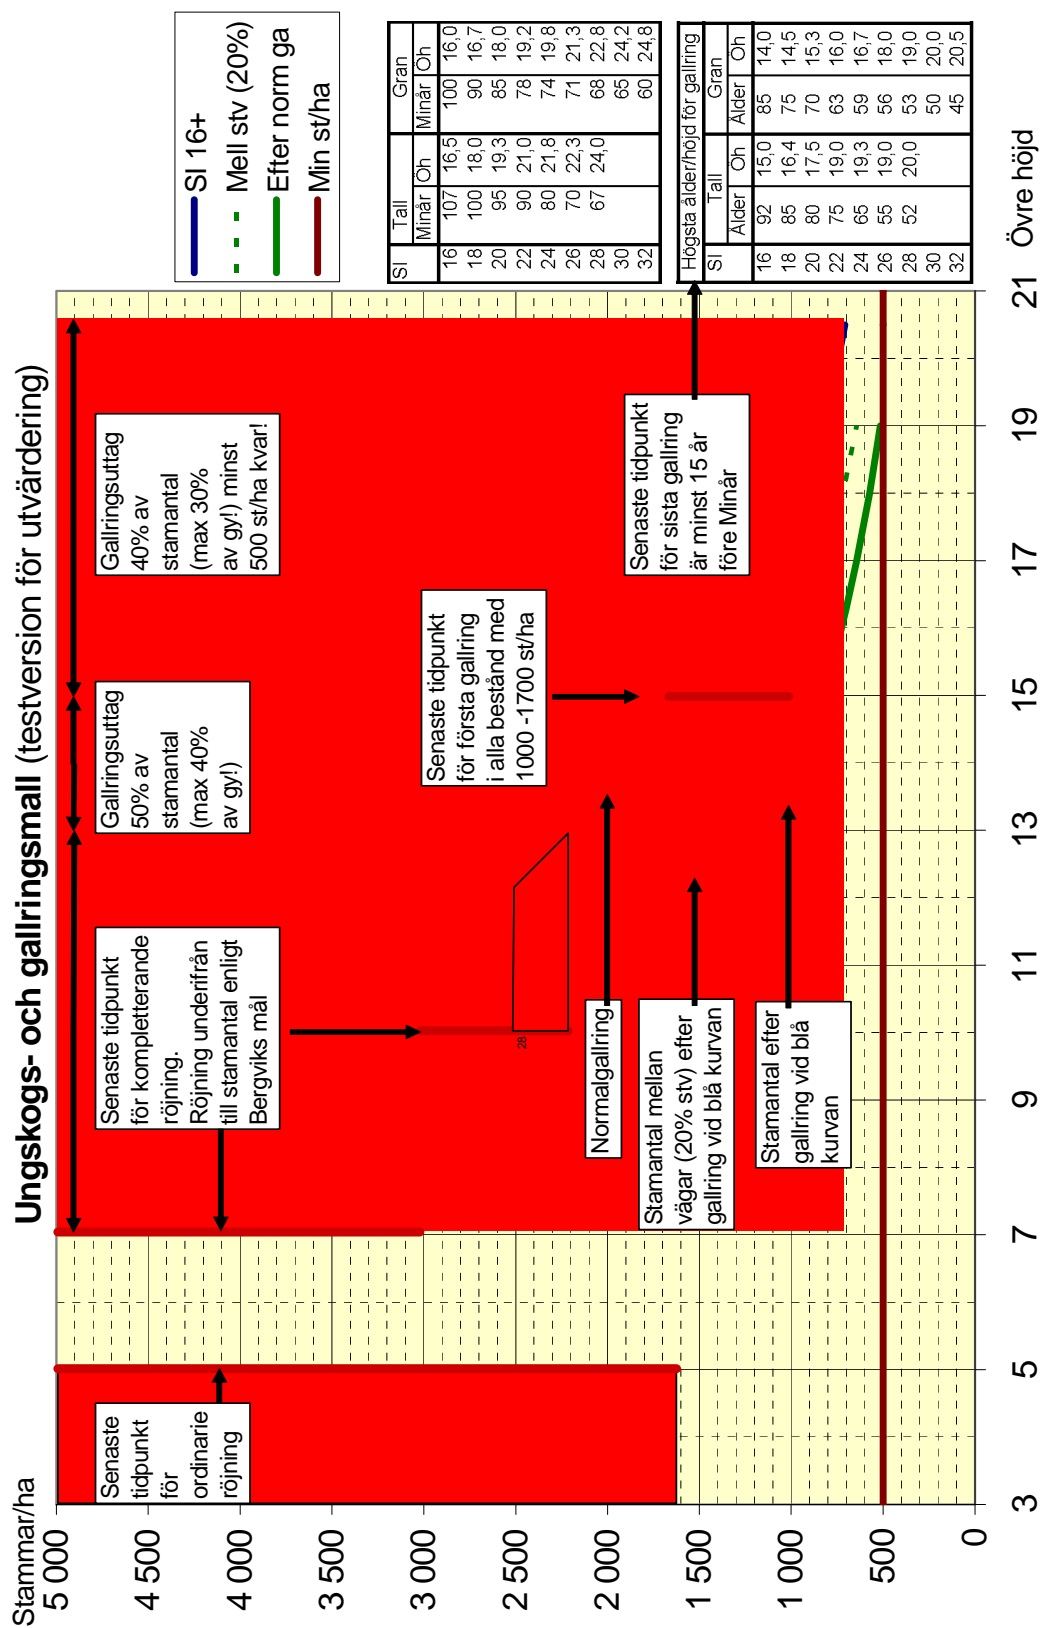 Ungskogs- och gallringsmall (testversion för utvärdering)
Stammar/ha
5 000
4 500
4 000
3 500
3 000
2 500
2 000
1 500
1 000
500
0
3
5
7
9
11
13
15
17
19
21
Övre höjd
Senaste
tidpunkt
för
ordinarie
röjning
Senaste tidpunkt
för kompletterande
röjning.
Röjning underifrån
till stamantal enligt
Bergviks mål
Gallringsuttag
50% av
stamantal
(max 40%
av gy!)
Gallringsuttag
40% av
stamantal
(max 30%
av gy!) minst
500 st/ha kvar!
Senaste tidpunkt
för första gallring
i alla bestånd med
1000 -1700 st/ha
28
Normalgallring
Stamantal mellan
vägar (20% stv) efter
gallring vid blå kurvan
Stamantal efter
gallring vid blå
kurvan
Senaste tidpunkt
för sista gallring
är minst 15 år
före Minår
SI 16+
Mell stv (20%)
Efter norm ga
Min st/ha
SI Tall Gran
Minår Öh Minår Öh
16 107 16,5 100 16,0
18 100 18,0 90 16,7
20 95 19,3 85 18,0
22 90 21,0 78 19,2
24 80 21,8 74 19,8
26 70 22,3 71 21,3
28 67 24,0 68 22,8
30 65 24,2
32 60 24,8
Högsta ålder/höjd för gallring
SI Tall Gran
Ålder Öh Ålder Öh
16 92 15,0 85 14,0
18 85 16,4 75 14,5
20 80 17,5 70 15,3
22 75 19,0 63 16,0
24 65 19,3 59 16,7
26 55 19,0 56 18,0
28 52 20,0 53 19,0
30 50 20,0
32 45 20,5